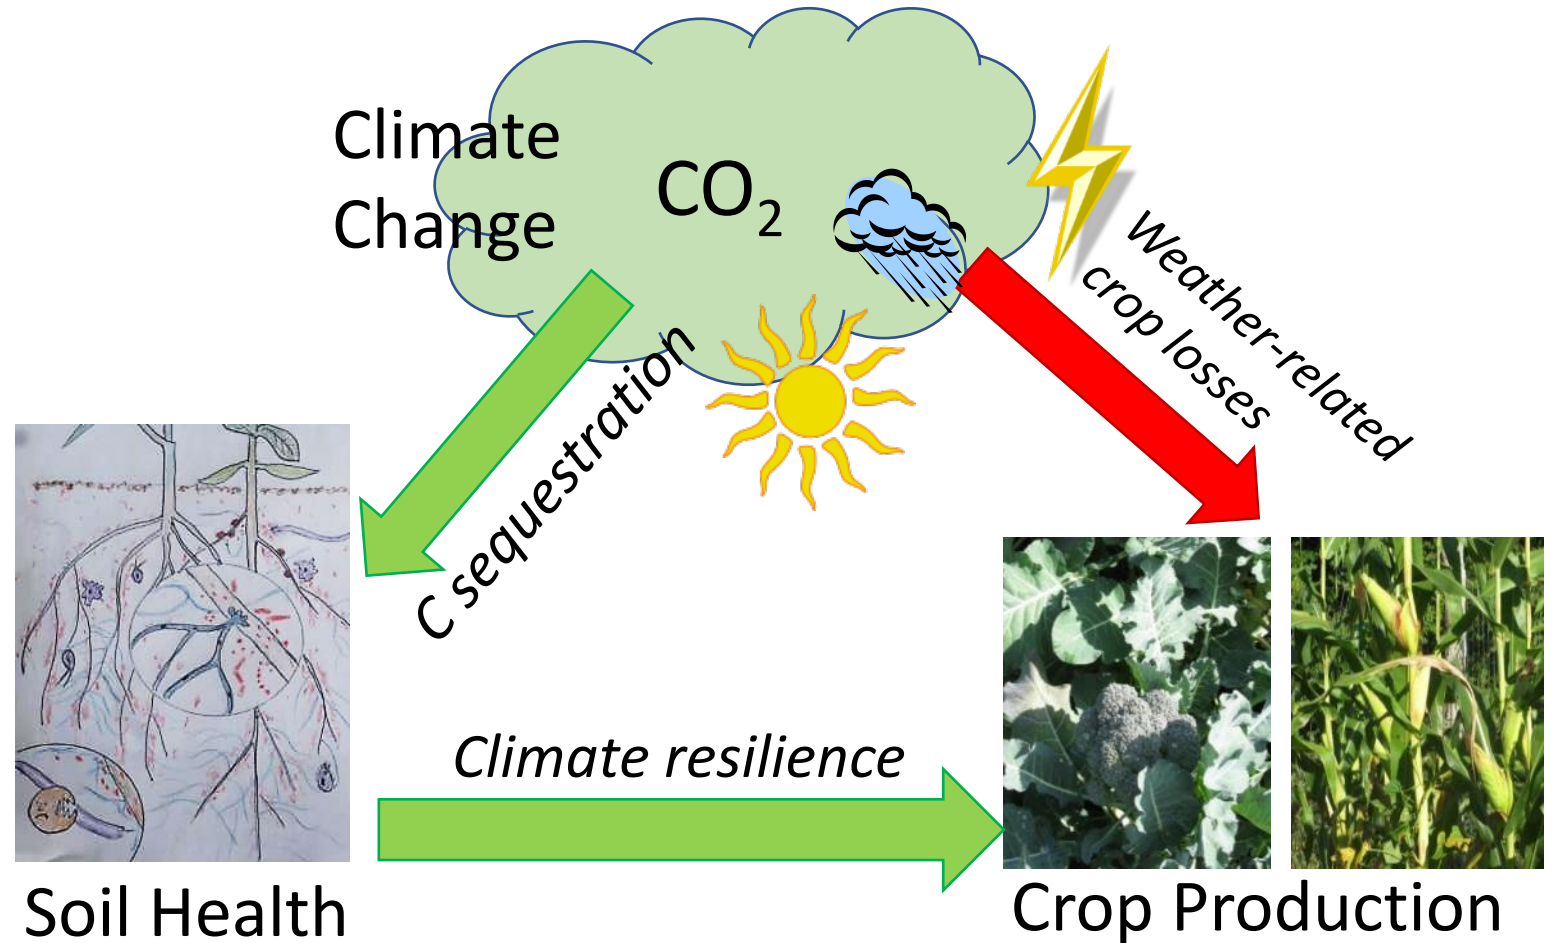 Climate
Change
CO₂
Weather-related
crop losses
C sequestration
Climate resilience
Soil Health
Crop Production